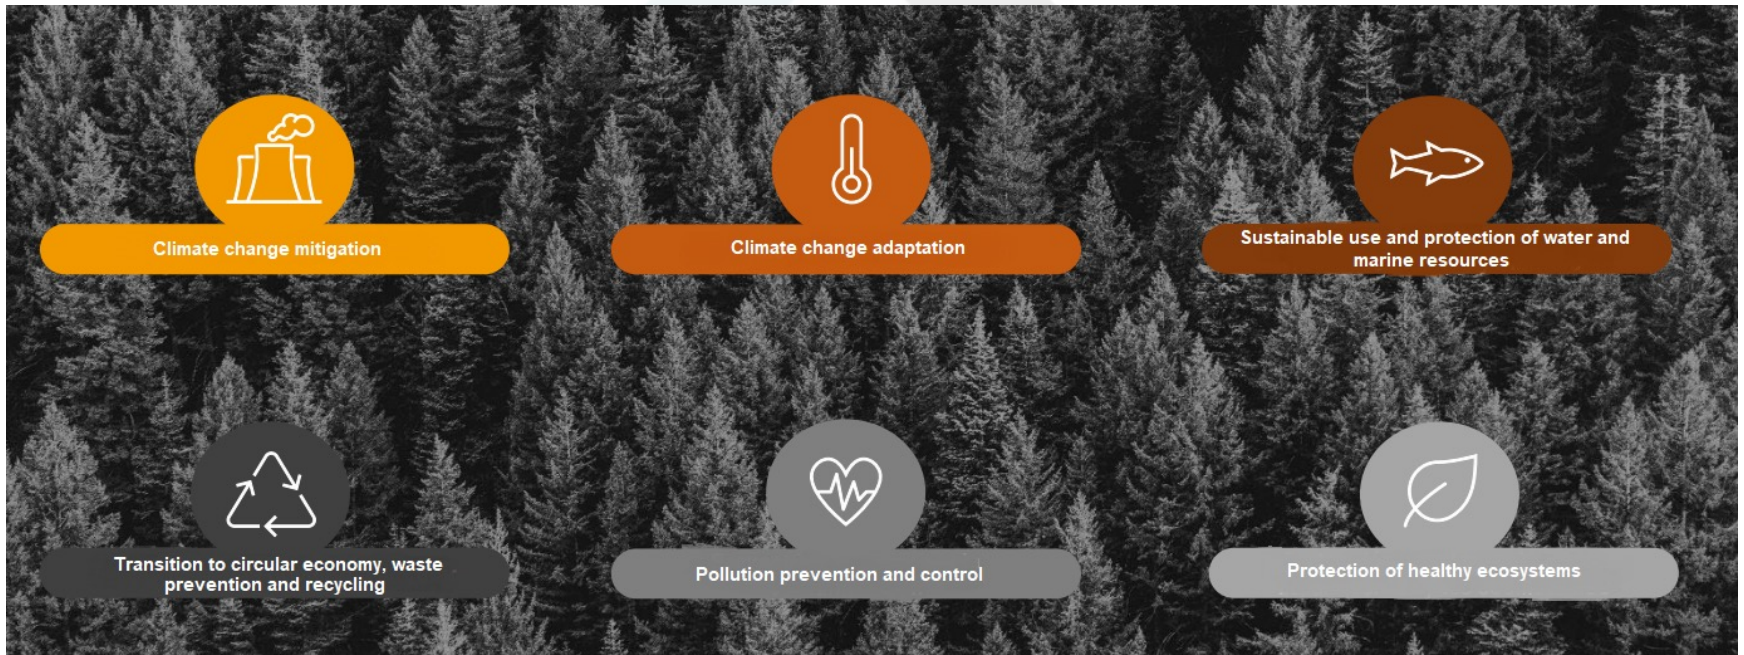 Climate change mitigation
Climate change adaptation
Sustainable use and protection of water and
marine resources
Transition to circular economy, waste
prevention and recycling
Pollution prevention and control
Protection of healthy ecosystems